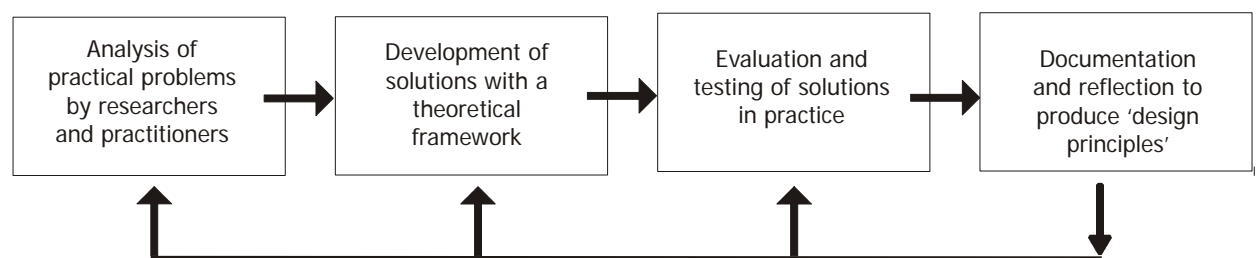 Analysis of
practical problems
by researchers
and practitioners
Development of
solutions with a
theoretical
framework
Evaluation and
testing of solutions
in practice
Documentation
and reflection to
produce ‘design
principles’